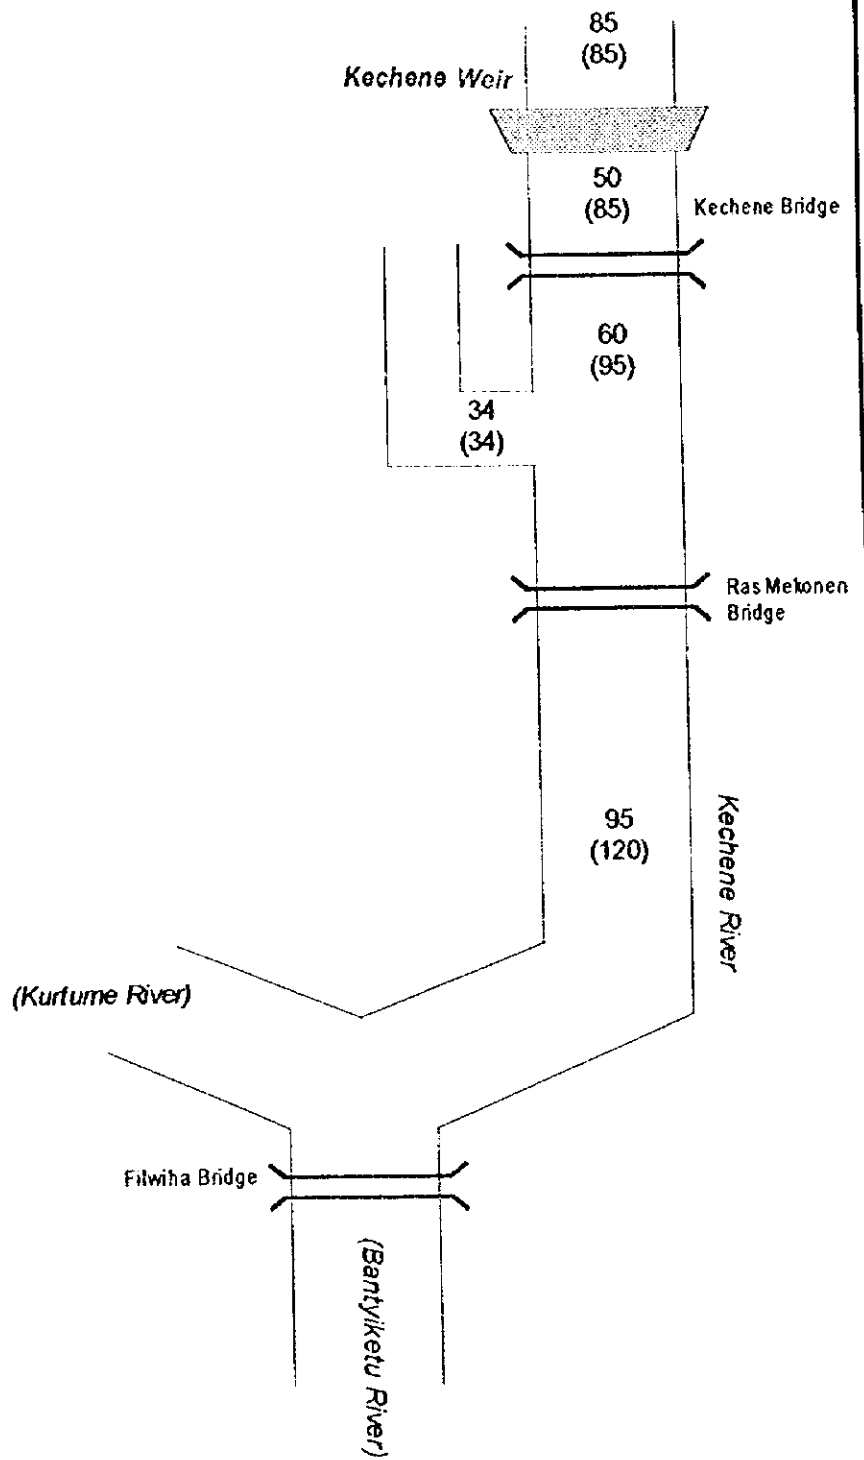 85
(85)
Kechene Weir
50
(85)
Kechene Bridge
60
(95)
34
(34)
Ras Mekonen
Bridge
95
(120)
Kechene River
(Kurtume River)
Filwiha Bridge
(Bantyiketu River)